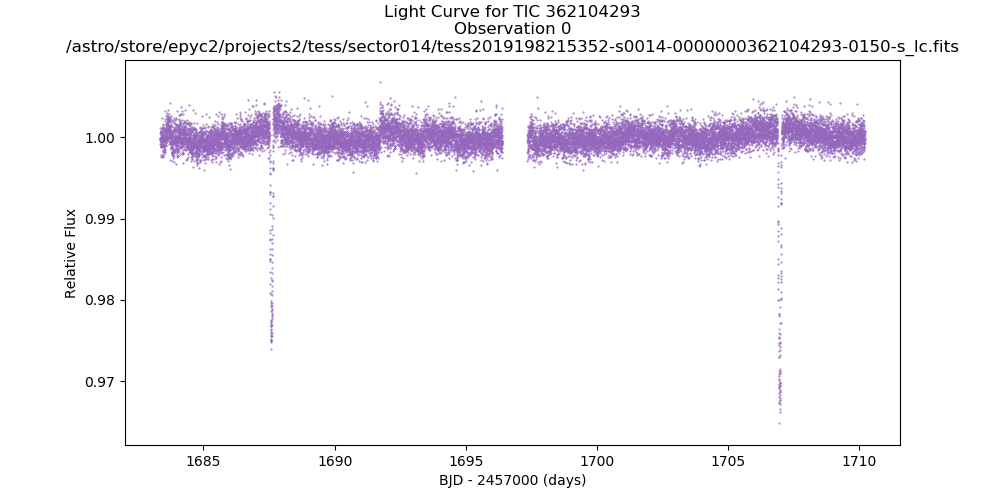 Light Curve for TIC 362104293
Observation 0
/astro/store/epyc2/projects2/tess/sector014/tess2019198215352-s0014-0000000362104293-0150-s_lc.fits
1.00
0.99
0.98
0.97
Relative Flux
1685
1690
1695
1700
1705
1710
BJD - 2457000 (days)